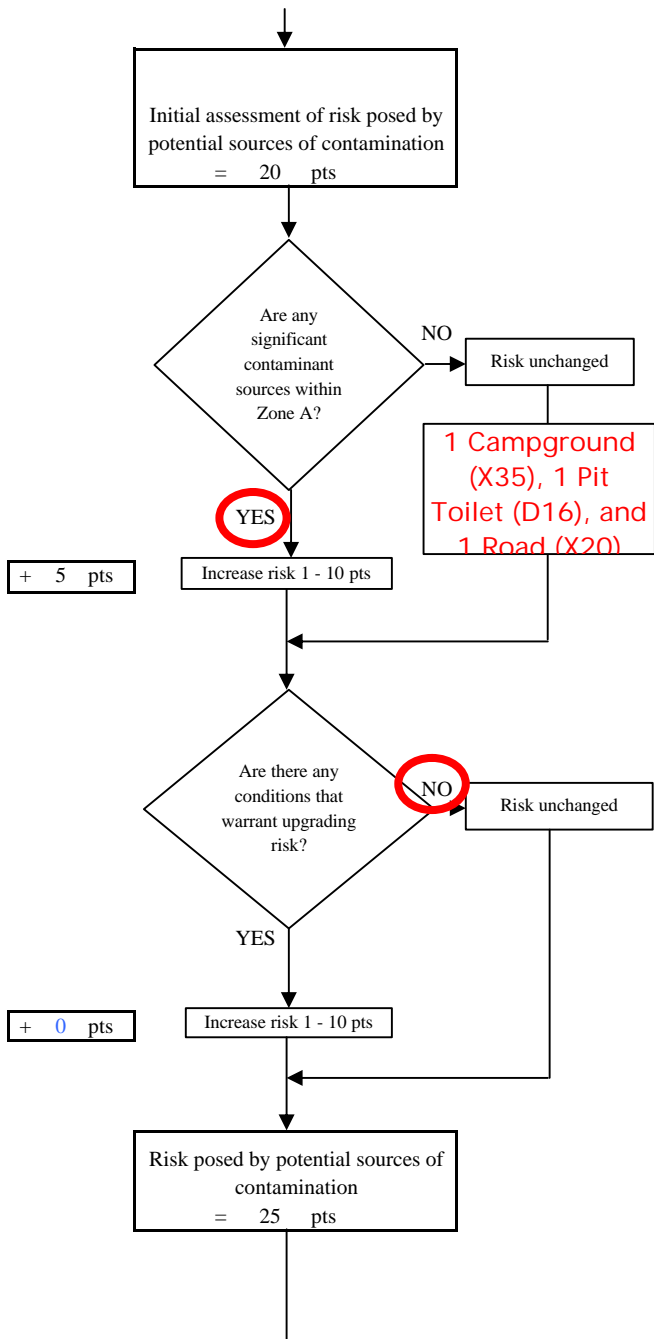 Initial assessment of risk posed by
potential sources of contamination
= 20 pts
Are any
significant
contaminant
sources within
Zone A?
NO
Risk unchanged
1 Campground
(X35), 1 Pit
Toilet (D16), and
1 Road (X20)
YES
+ 5 pts
Increase risk 1 - 10 pts
Are there any
conditions that
warrant upgrading
risk?
NO
Risk unchanged
YES
+ 0 pts
Increase risk 1 - 10 pts
Risk posed by potential sources of
contamination
= 25 pts